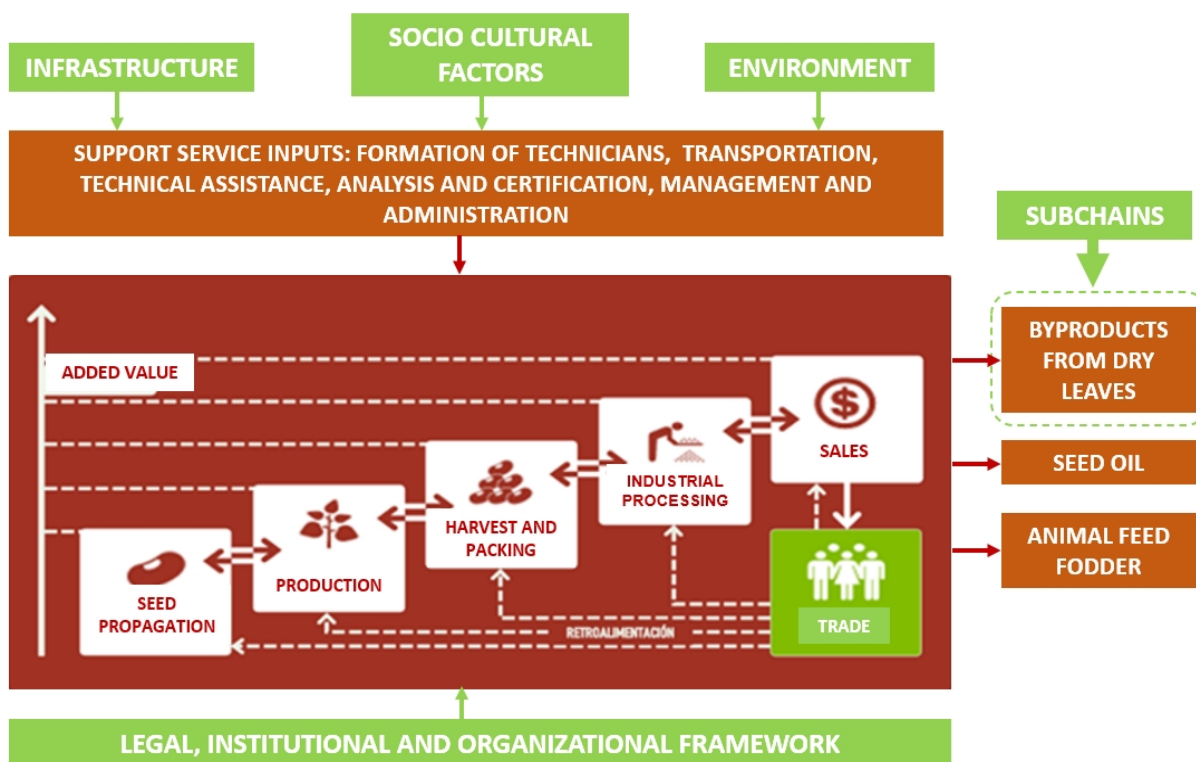 INFRASTRUCTURE
SOCIO CULTURAL
FACTORS
ENVIRONMENT
SUPPORT SERVICE INPUTS: FORMATION OF TECHNICIANS, TRANSPORTATION,
TECHNICAL ASSISTANCE, ANALYSIS AND CERTIFICATION, MANAGEMENT AND
ADMINISTRATION
SUBCHAINS
BYPRODUCTS
FROM DRY
LEAVES
SEED OIL
ANIMAL FEED
FODDER
ADDED VALUE
SALES
INDUSTRIAL
PROCESSING
HARVEST AND
PACKING
PRODUCTION
SEED
PROPAGATION
RETROALIMENTACIÓN
TRADE
LEGAL, INSTITUTIONAL AND ORGANIZATIONAL FRAMEWORK